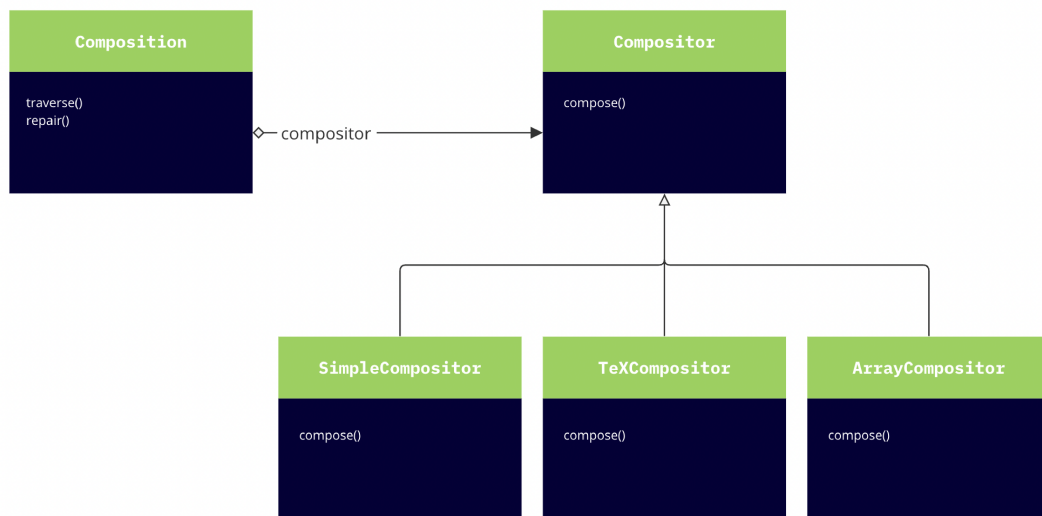 Composition
traverse()
repair()
compositor
Compositor
compose()
SimpleCompositor
compose()
TeXCompositor
compose()
ArrayCompositor
compose()